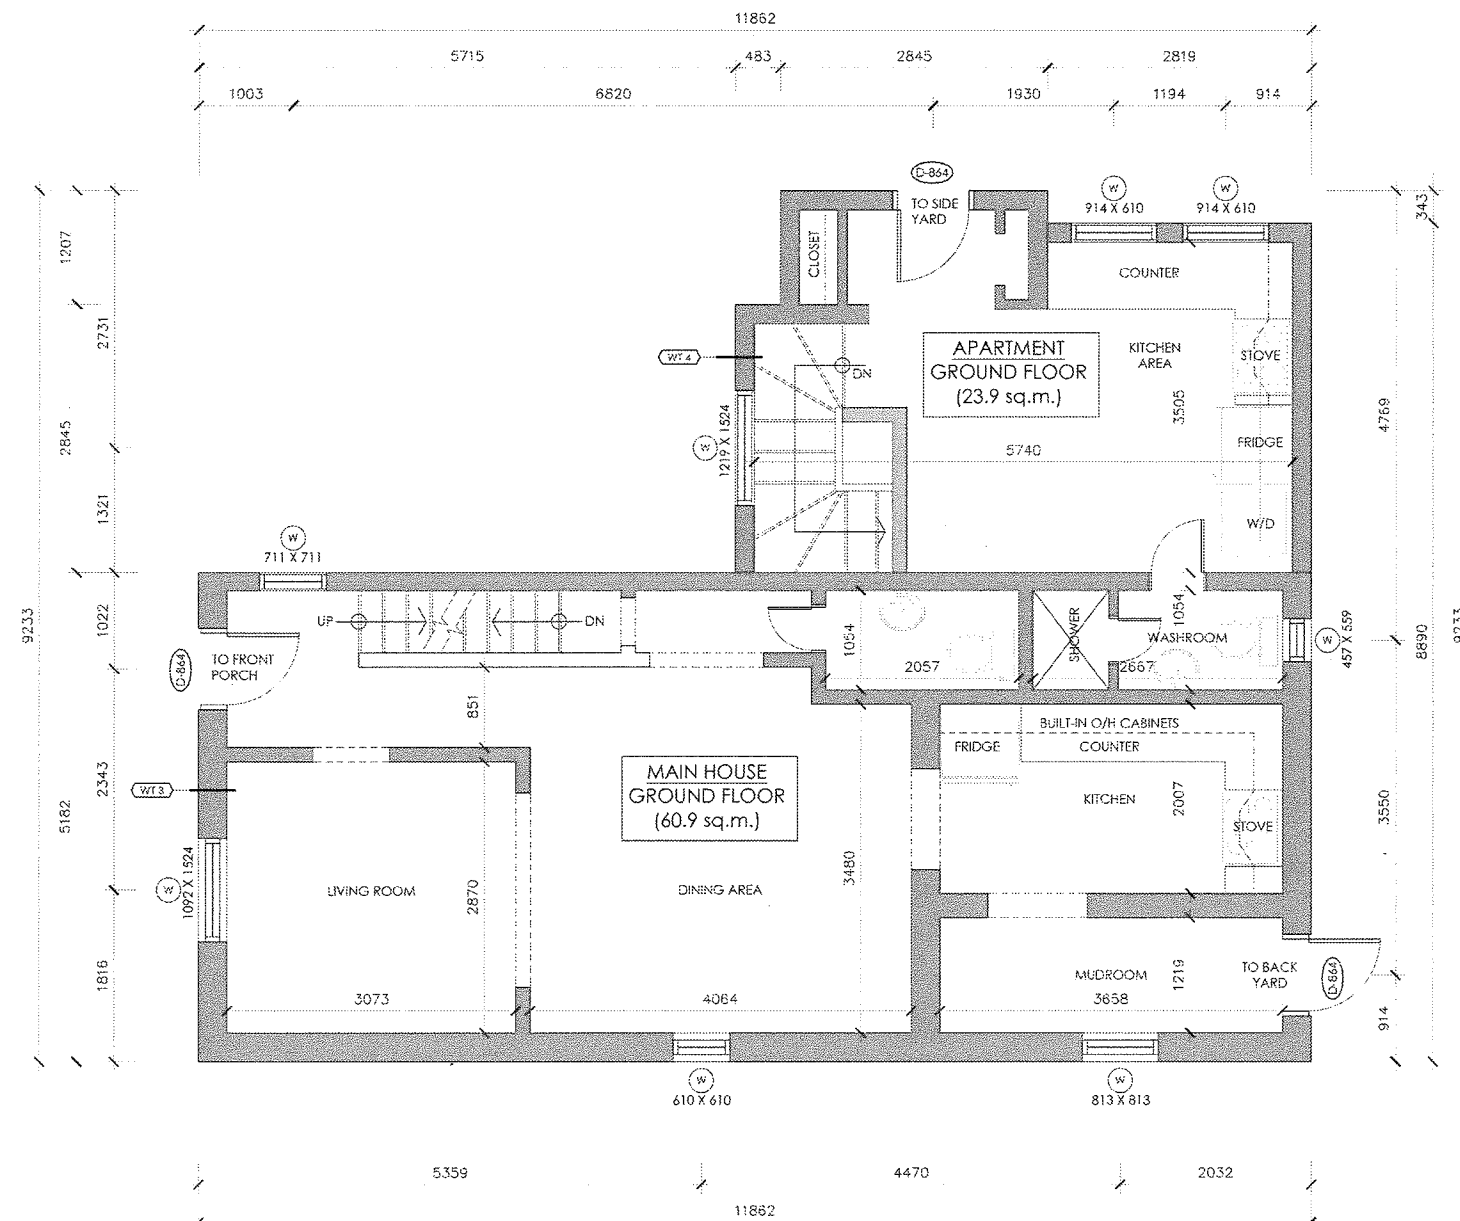 11862
5715
483
2845
2819
1003
6820
1930
1194
914
D-864
TO SIDE
YARD
W
914 X 610
W
914 X 610
343
1207
CLOSET
COUNTER
2731
WT 4
DN
APARTMENT
GROUND FLOOR
(23.9 sq.m.)
KITCHEN
AREA
STOVE
3505
4769
2845
W
1219 X 1524
5740
FRIDGE
1321
W/D
W
711 X 711
9233
1022
UP
DN
1054
2057
SHOWER
1054
WASHROOM
2667
W
457 X 559
8890
9233
D-864
TO FRONT
PORCH
851
BUILT-IN O/H CABINETS
FRIDGE
COUNTER
WT 3
2343
5182
MAIN HOUSE
GROUND FLOOR
(60.9 sq.m.)
KITCHEN
2007
STOVE
3550
W
1092 X 1524
LIVING ROOM
2870
DINING AREA
3480
1816
MUDROOM
1219
TO BACK
YARD
D-864
3073
4064
3658
914
W
610 X 610
W
813 X 813
5359
4470
2032
11862